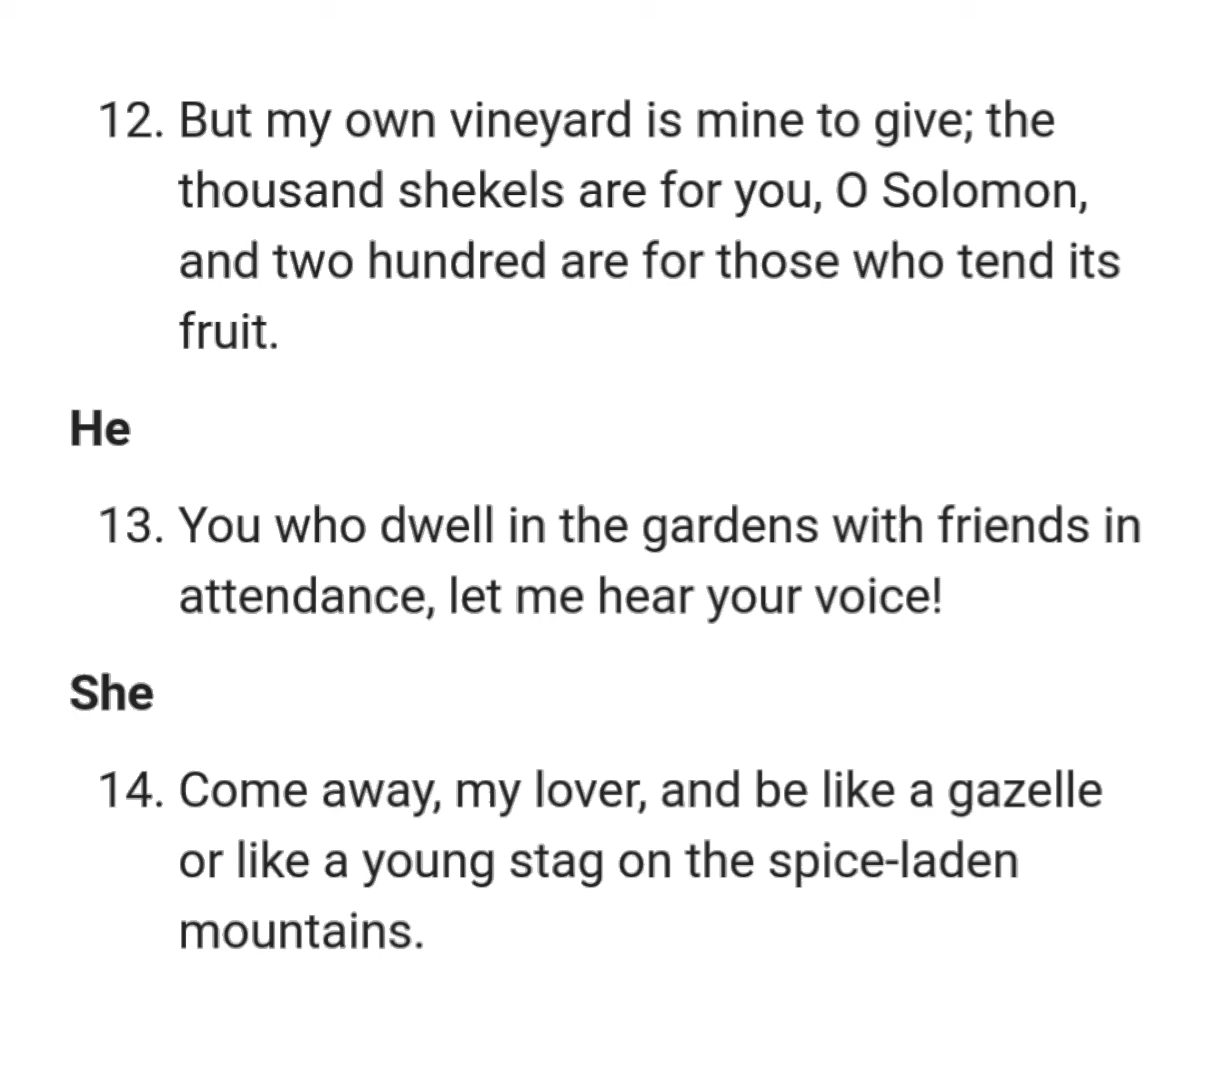 12. But my own vineyard is mine to give; the
thousand shekels are for you, O Solomon,
and two hundred are for those who tend its
fruit.
He
13. You who dwell in the gardens with friends in
attendance, let me hear your voice!
She
14. Come away, my lover, and be like a gazelle
or like a young stag on the spice-laden
mountains.